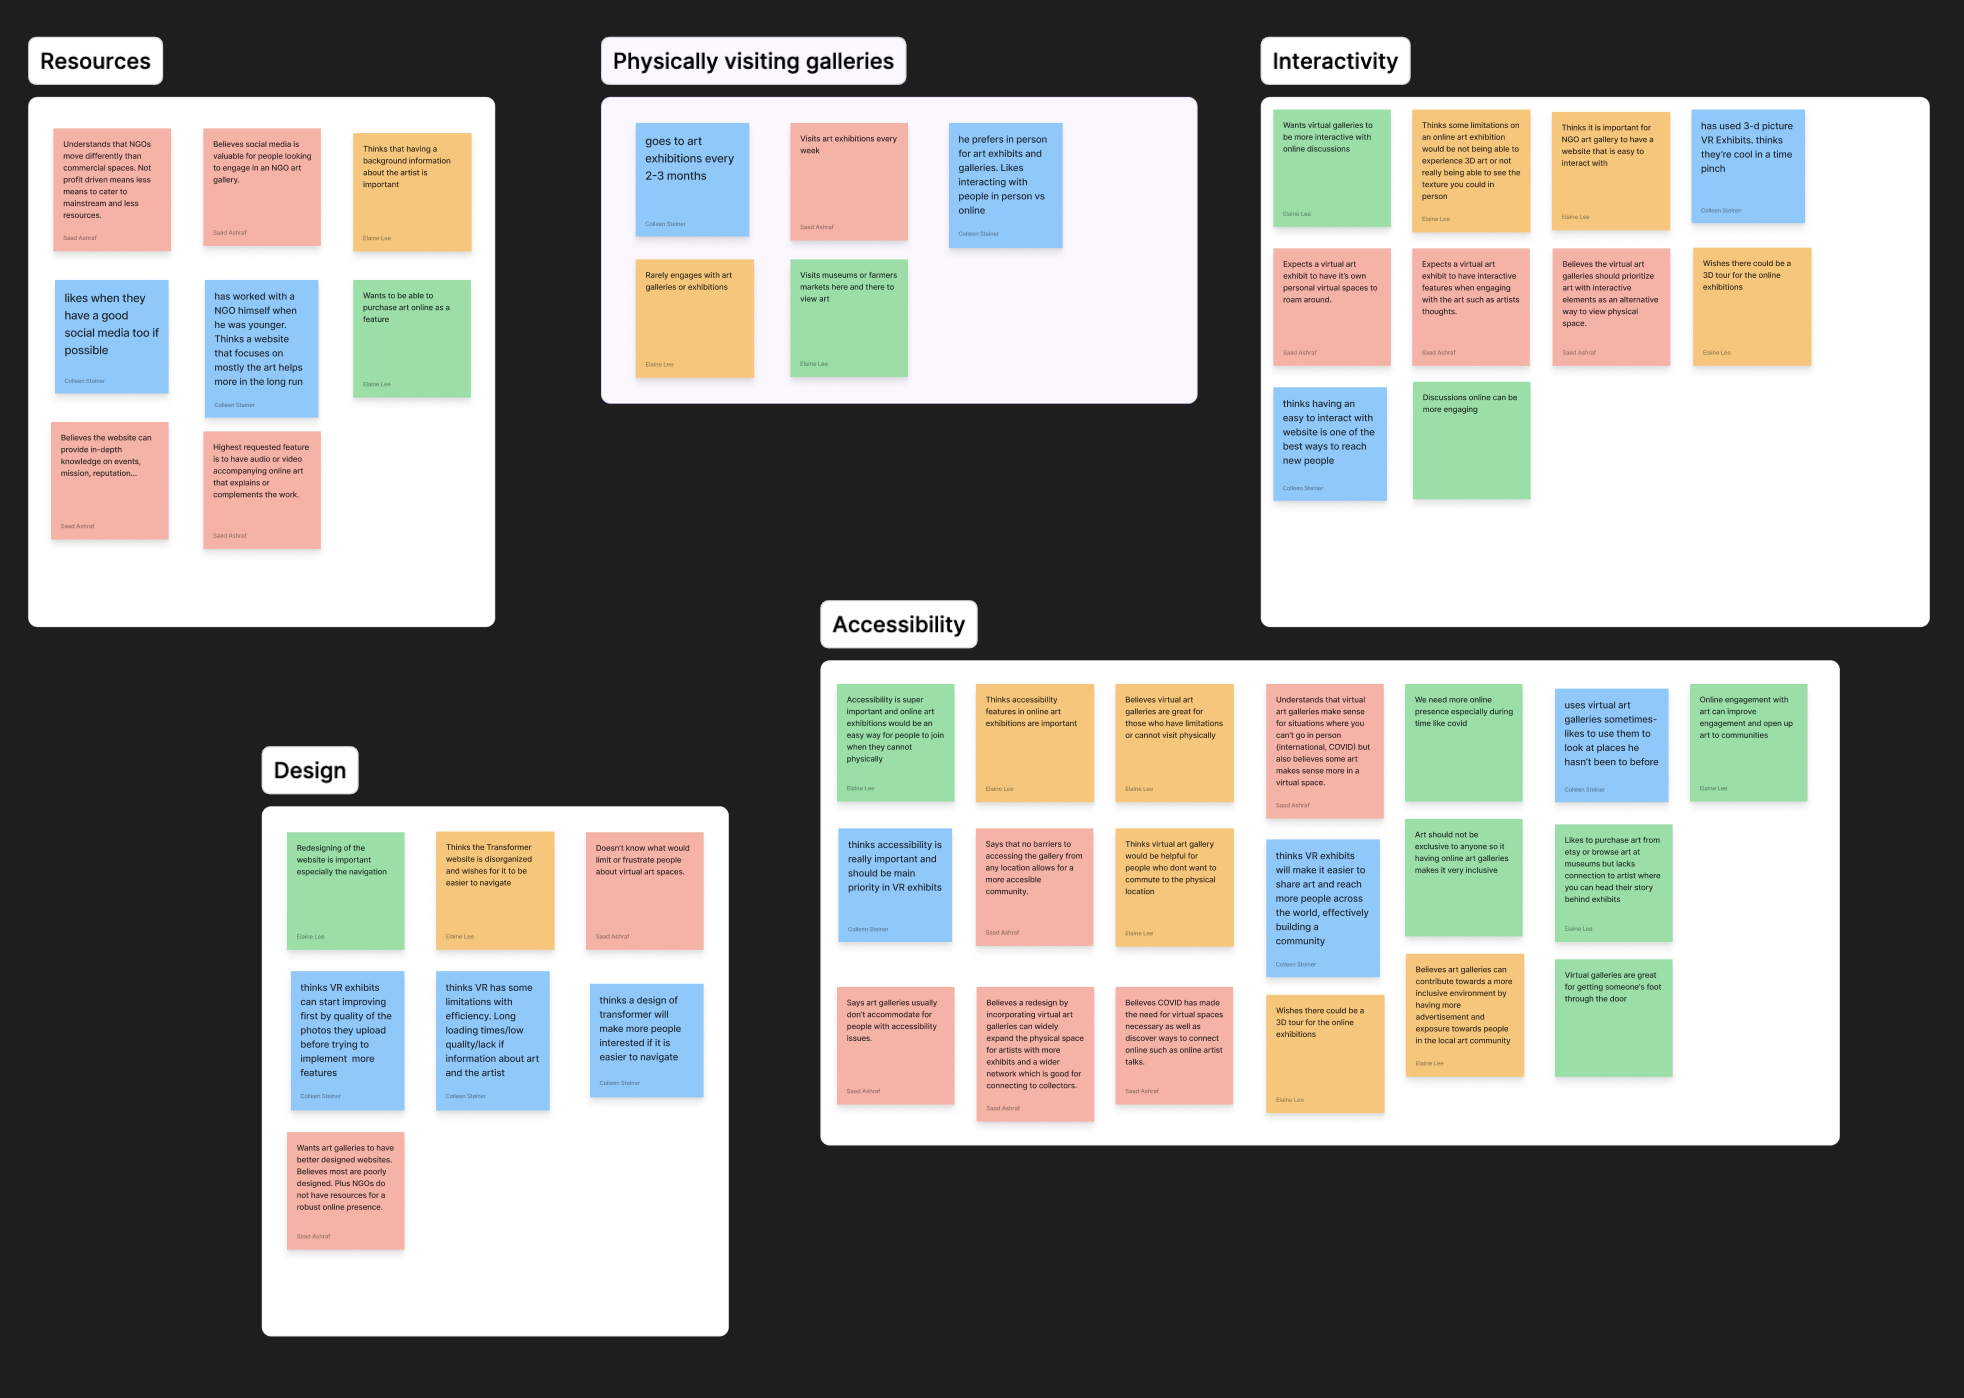 Resources
Understands that NGOs
move differently than
commercial spaces. Not
profit driven means less
means to cater to
mainstream and less
resources.
Saad Ashraf
Believes social media is
valuable for people looking
to engage in an NGO art
gallery.
Saad Ashraf
Thinks that having a
background information
about the artist is
important
Elaine Lee
likes when they
have a good
social media too if
possible
Colleen Steiner
has worked with a
NGO himself when
he was younger.
Thinks a website
that focuses on
mostly the art helps
more in the long run
Colleen Steiner
Wants to be able to
purchase art online as a
feature
Elaine Lee
Believes the website can
provide in-depth
knowledge on events,
mission, reputation...
Saad Ashraf
Highest requested feature
is to have audio or video
accompanying online art
that explains or
complements the work.
Saad Ashraf
Physically visiting galleries
goes to art
exhibitions every
2-3 months
Colleen Steiner
Visits art exhibitions every
week
Saad Ashraf
he prefers in person
for art exhibits and
galleries. Likes
interacting with
people in person vs
online
Colleen Steiner
Rarely engages with art
galleries or exhibitions
Elaine Lee
Visits museums or farmers
markets here and there to
view art
Elaine Lee
Interactivity
Wants virtual galleries to
be more interactive with
online discussions
Elaine Lee
Thinks some limitations on
an online art exhibition
would be not being able to
experience 3D art or not
really being able to see the
texture you could in
person
Elaine Lee
Thinks it is important for
NGO art gallery to have a
website that is easy to
interact with
Elaine Lee
has used 3-d picture
VR Exhibits. thinks
they're cool in a time
pinch
Colleen Steiner
Expects a virtual art
exhibit to have it's own
personal virtual spaces to
roam around.
Saad Ashraf
Expects a virtual art
exhibit to have interactive
features when engaging
with the art such as artists
thoughts.
Saad Ashraf
Believes the virtual art
galleries should prioritize
art with interactive
elements as an alternative
way to view physical
space.
Saad Ashraf
Wishes there could be a
3D tour for the online
exhibitions
Elaine Lee
thinks having an
easy to interact with
website is one of the
best ways to reach
new people
Colleen Steiner
Discussions online can be
more engaging
Accessibility
Accessibility is super
important and online art
exhibitions would be an
easy way for people to join
when they cannot
physically
Elaine Lee
Thinks accessibility
features in online art
exhibitions are important
Elaine Lee
Believes virtual art
galleries are great for
those who have limitations
or cannot visit physically
Elaine Lee
Understands that virtual
art galleries make sense
for situations where you
can't go in person
(international, COVID) but
also believes some art
makes sense more in a
virtual space.
Saad Ashraf
We need more online
presence especially during
time like covid
uses virtual art
galleries sometimes-
likes to use them to
look at places he
hasn't been to before
Colleen Steiner
Online engagement with
art can improve
engagement and open up
art to communities
Elaine Lee
thinks accessibility is
really important and
should be main
priority in VR exhibits
Colleen Steiner
Says that no barriers to
accessing the gallery from
any location allows for a
more accesible
community.
Saad Ashraf
Thinks virtual art gallery
would be helpful for
people who dont want to
commute to the physical
location
Elaine Lee
thinks VR exhibits
will make it easier to
share art and reach
more people across
the world, effectively
building a
community
Colleen Steiner
Art should not be
exclusive to anyone so it
having online art galleries
makes it very inclusive
Likes to purchase art from
etsy or browse art at
museums but lacks
connection to artist where
you can head their story
behind exhibits
Elaine Lee
Says art galleries usually
don't accommodate for
people with accessibility
issues.
Saad Ashraf
Believes a redesign by
incorporating virtual art
galleries can widely
expand the physical space
for artists with more
exhibits and a wider
network which is good for
connecting to collectors.
Saad Ashraf
Believes COVID has made
the need for virtual spaces
necessary as well as
discover ways to connect
online such as online artist
talks.
Saad Ashraf
Wishes there could be a
3D tour for the online
exhibitions
Elaine Lee
Believes art galleries can
contribute towards a more
inclusive environment by
having more
advertisement and
exposure towards people
in the local art community
Elaine Lee
Virtual galleries are great
for getting someone's foot
through the door
Design
Redesigning of the
website is important
especially the navigation
Elaine Lee
Thinks the Transformer
website is disorganized
and wishes for it to be
easier to navigate
Elaine Lee
Doesn't know what would
limit or frustrate people
about virtual art spaces.
Saad Ashraf
thinks VR exhibits
can start improving
first by quality of the
photos they upload
before trying to
implement  more
features
Colleen Steiner
thinks VR has some
limitations with
efficiency. Long
loading times/low
quality/lack if
information about art
and the artist
Colleen Steiner
thinks a design of
transformer will
make more people
interested if it is
easier to navigate
Colleen Steiner
Wants art galleries to have
better designed websites.
Believes most are poorly
designed. Plus NGOs do
not have resources for a
robust online presence.
Saad Ashraf